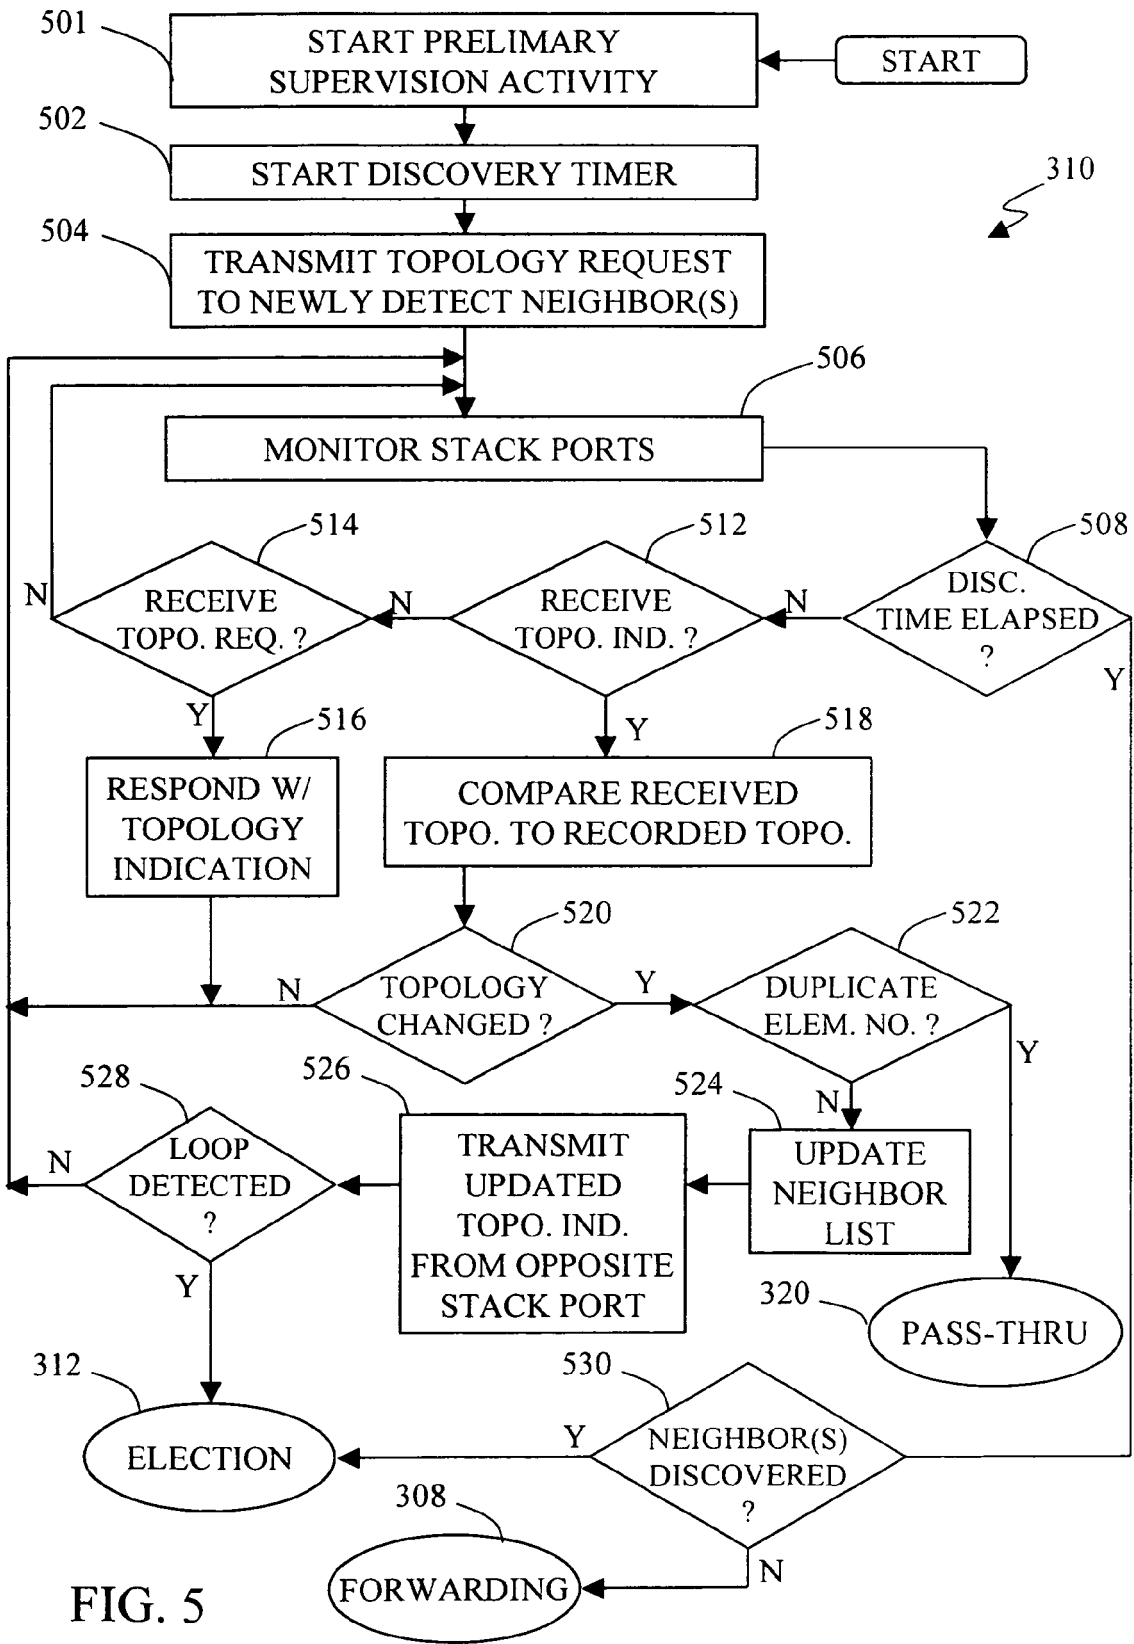 501
START PRELIMARY
SUPERVISION ACTIVITY
START
502
START DISCOVERY TIMER
310
504
TRANSMIT TOPOLOGY REQUEST
TO NEWLY DETECT NEIGHBOR(S)
506
MONITOR STACK PORTS
514
512
508
N
RECEIVE
TOPO. REQ. ?
N
RECEIVE
TOPO. IND. ?
N
DISC.
TIME ELAPSED
?
Y
Y
Y
516
518
RESPOND W/
TOPOLOGY
INDICATION
COMPARE RECEIVED
TOPO. TO RECORDED TOPO.
520
522
N
TOPOLOGY
CHANGED ?
Y
DUPLICATE
ELEM. NO. ?
Y
N
528
526
524
N
LOOP
DETECTED
?
Y
TRANSMIT
UPDATED
TOPO. IND.
FROM OPPOSITE
STACK PORT
UPDATE
NEIGHBOR
LIST
320
PASS-THRU
312
ELECTION
530
Y
NEIGHBOR(S)
DISCOVERED
?
N
308
FORWARDING
FIG. 5